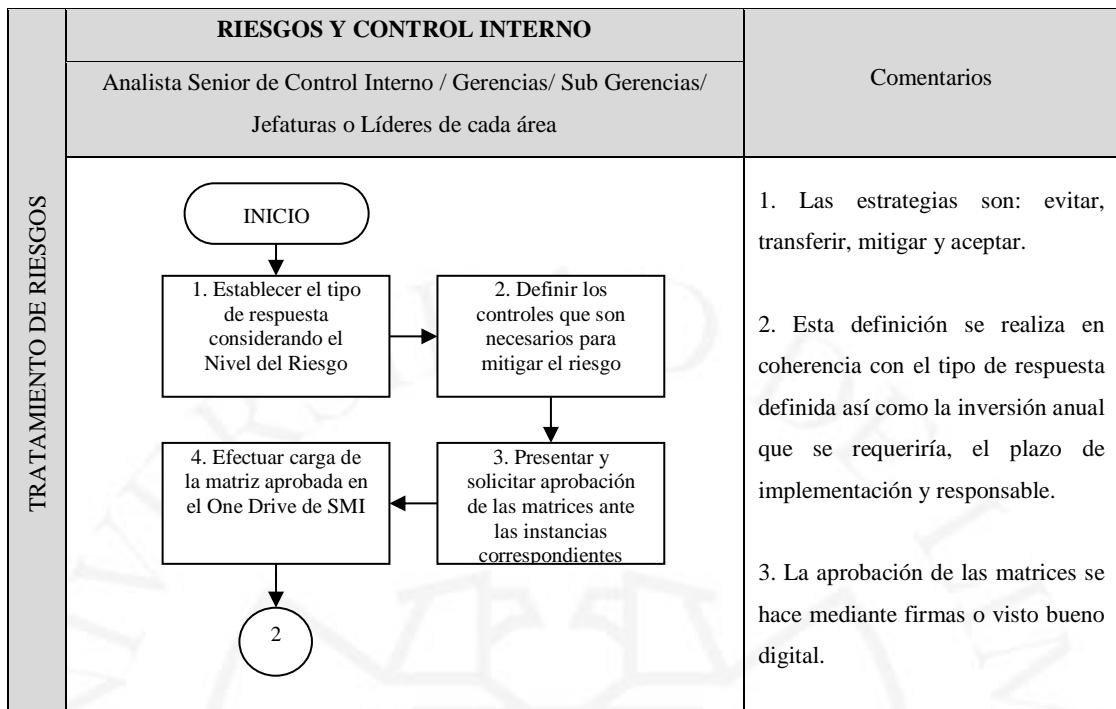 RIESGOS Y CONTROL INTERNO
Analista Senior de Control Interno / Gerencias/ Sub Gerencias/
Jefaturas o Líderes de cada área
Comentarios
TRATAMIENTO DE RIESGOS
INICIO
1. Establecer el tipo
de respuesta
considerando el
Nivel del Riesgo
2. Definir los
controles que son
necesarios para
mitigar el riesgo
3. Presentar y
solicitar aprobación
de las matrices ante
las instancias
correspondientes
4. Efectuar carga de
la matriz aprobada en
el One Drive de SMI
2
1. Las estrategias son: evitar,
transferir, mitigar y aceptar.
2. Esta definición se realiza en
coherencia con el tipo de respuesta
definida así como la inversión anual
que se requeriría, el plazo de
implementación y responsable.
3. La aprobación de las matrices se
hace mediante firmas o visto bueno
digital.